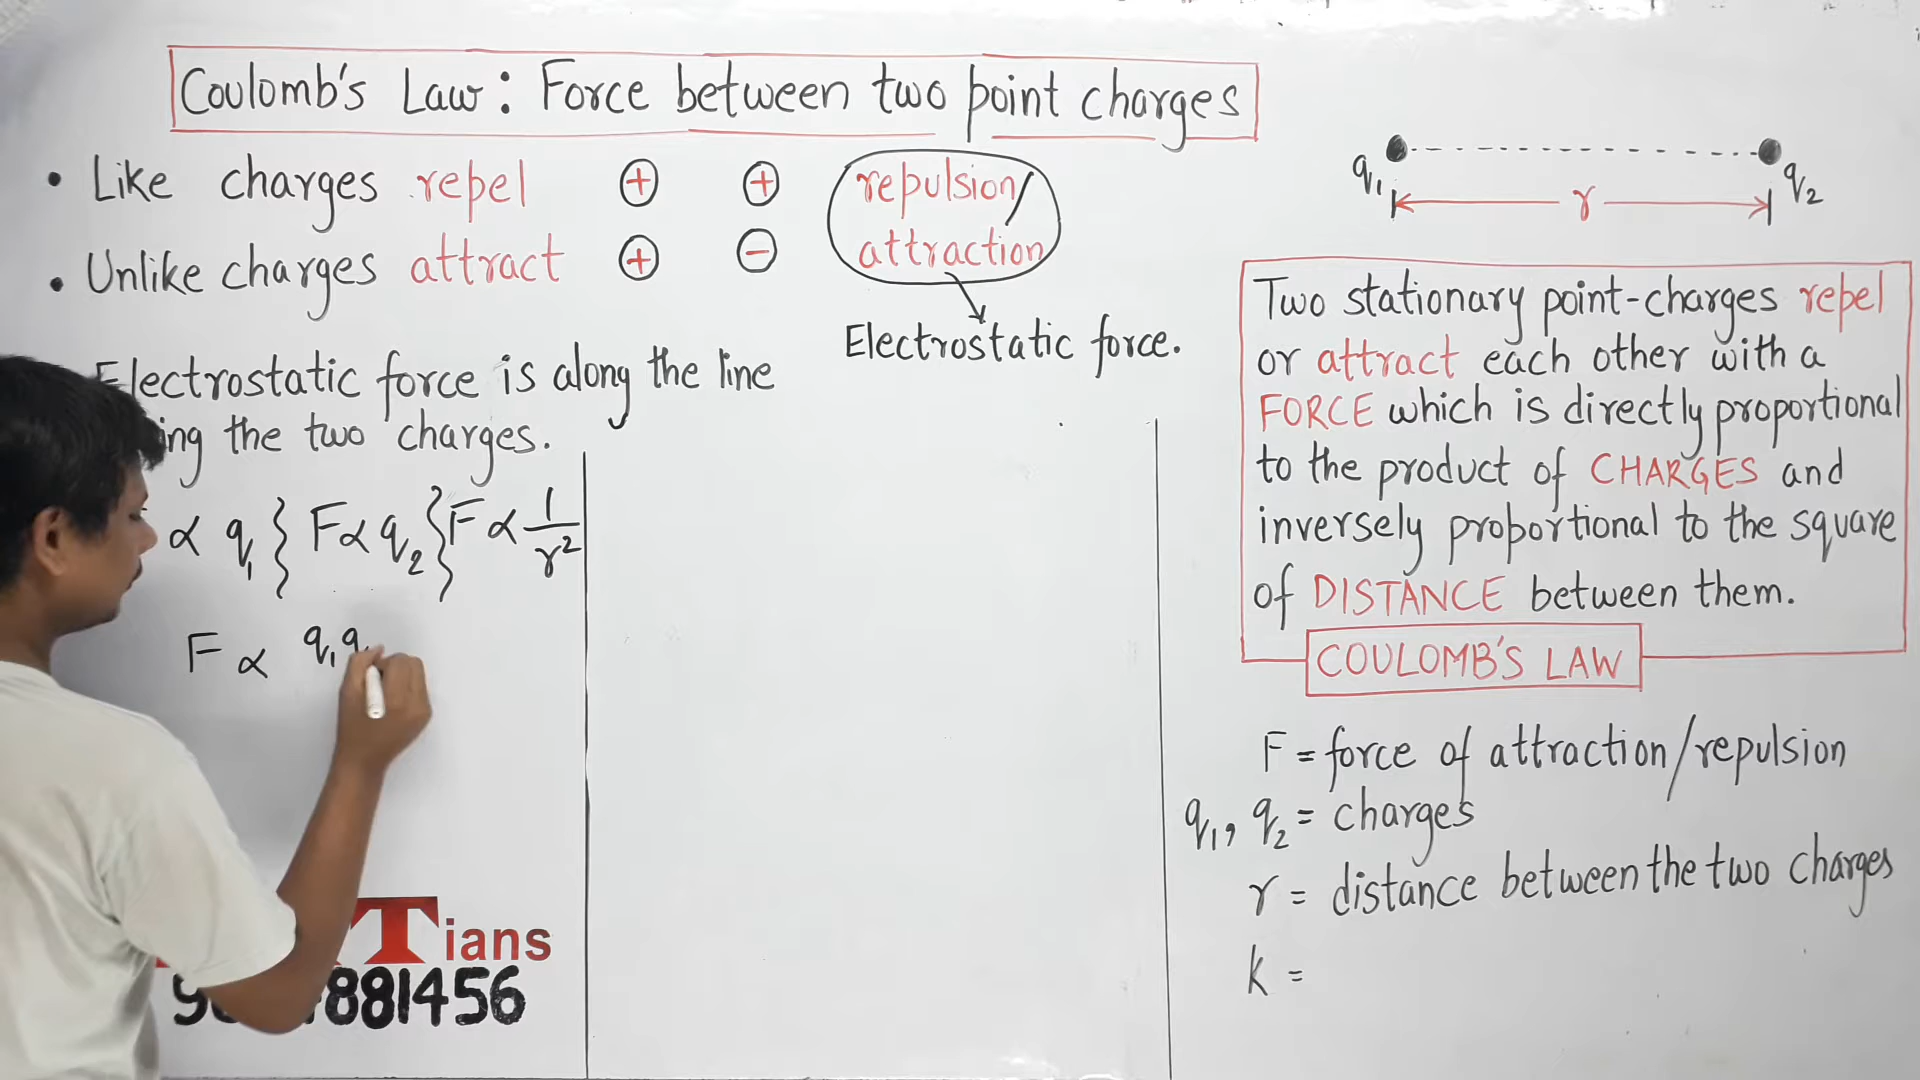 Coulomb's Law : Force between two point charges
• Like charges repel + + repulsion/
• Unlike charges attract + − attraction
Electrostatic force.
Electrostatic force is along the line
the two charges.
∝ q₁ } F ∝ q₂ } F ∝ 1/r²
F ∝ q₁q
Tians
881456
q₁ r q₂
Two stationary point-charges repel
or attract each other with a
FORCE which is directly proportional
to the product of CHARGES and
inversely proportional to the square
of DISTANCE between them.
COULOMB'S LAW
F = force of attraction/repulsion
q₁, q₂ = charges
r = distance between the two charges
k =